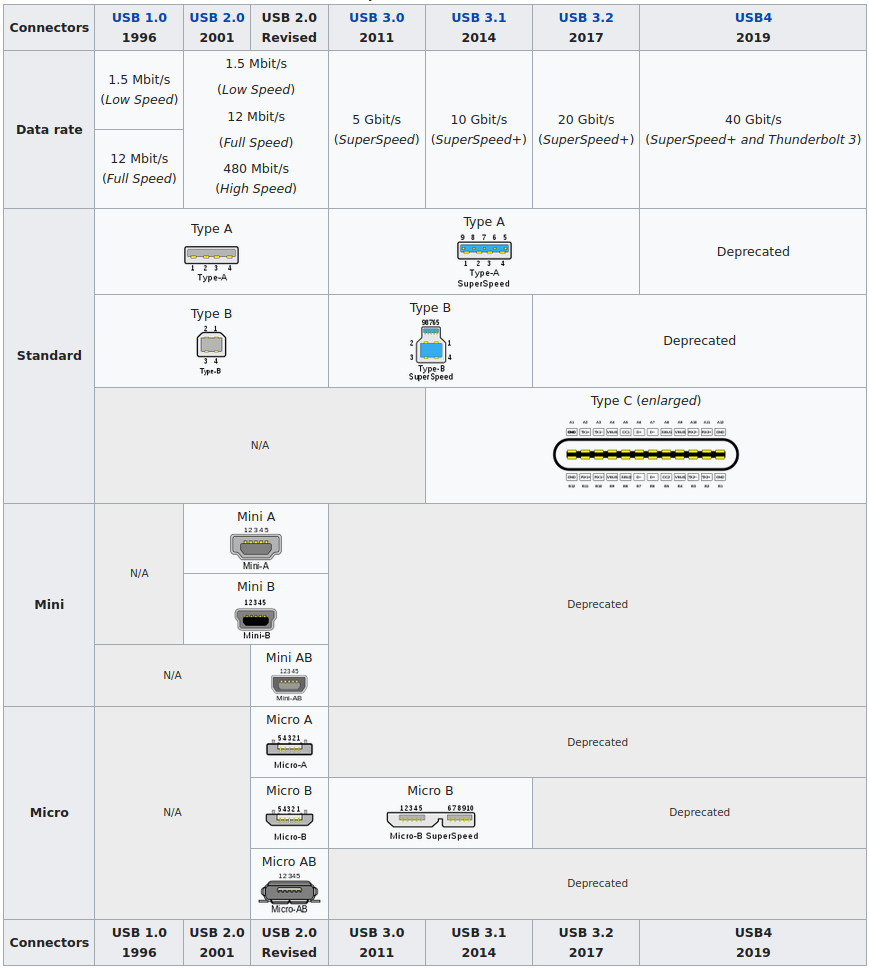 Connectors
USB 1.0
1996
USB 2.0
2001
USB 2.0
Revised
USB 3.0
2011
USB 3.1
2014
USB 3.2
2017
USB4
2019
Data rate
1.5 Mbit/s
(Low Speed)
12 Mbit/s
(Full Speed)
1.5 Mbit/s
(Low Speed)
12 Mbit/s
(Full Speed)
480 Mbit/s
(High Speed)
5 Gbit/s
(SuperSpeed)
10 Gbit/s
(SuperSpeed+)
20 Gbit/s
(SuperSpeed+)
40 Gbit/s
(SuperSpeed+ and Thunderbolt 3)
Standard
Type A
1 2 3 4
Type-A
Type A
9 8 7 6 5
1 2 3 4
Type-A
SuperSpeed
Deprecated
Type B
2 1
3 4
Type-B
Type B
98765
2 1
3 4
Type-B
SuperSpeed
Deprecated
N/A
Type C (enlarged)
Mini
N/A
Mini A
12345
Mini-A
Mini B
12345
Mini-B
Deprecated
N/A
Mini AB
12345
Mini-AB
Micro
N/A
Micro A
54321
Micro-A
Deprecated
Micro B
54321
Micro-B
Micro B
12345 678910
Micro-B SuperSpeed
Deprecated
Micro AB
12345
Micro-AB
Deprecated
Connectors
USB 1.0
1996
USB 2.0
2001
USB 2.0
Revised
USB 3.0
2011
USB 3.1
2014
USB 3.2
2017
USB4
2019